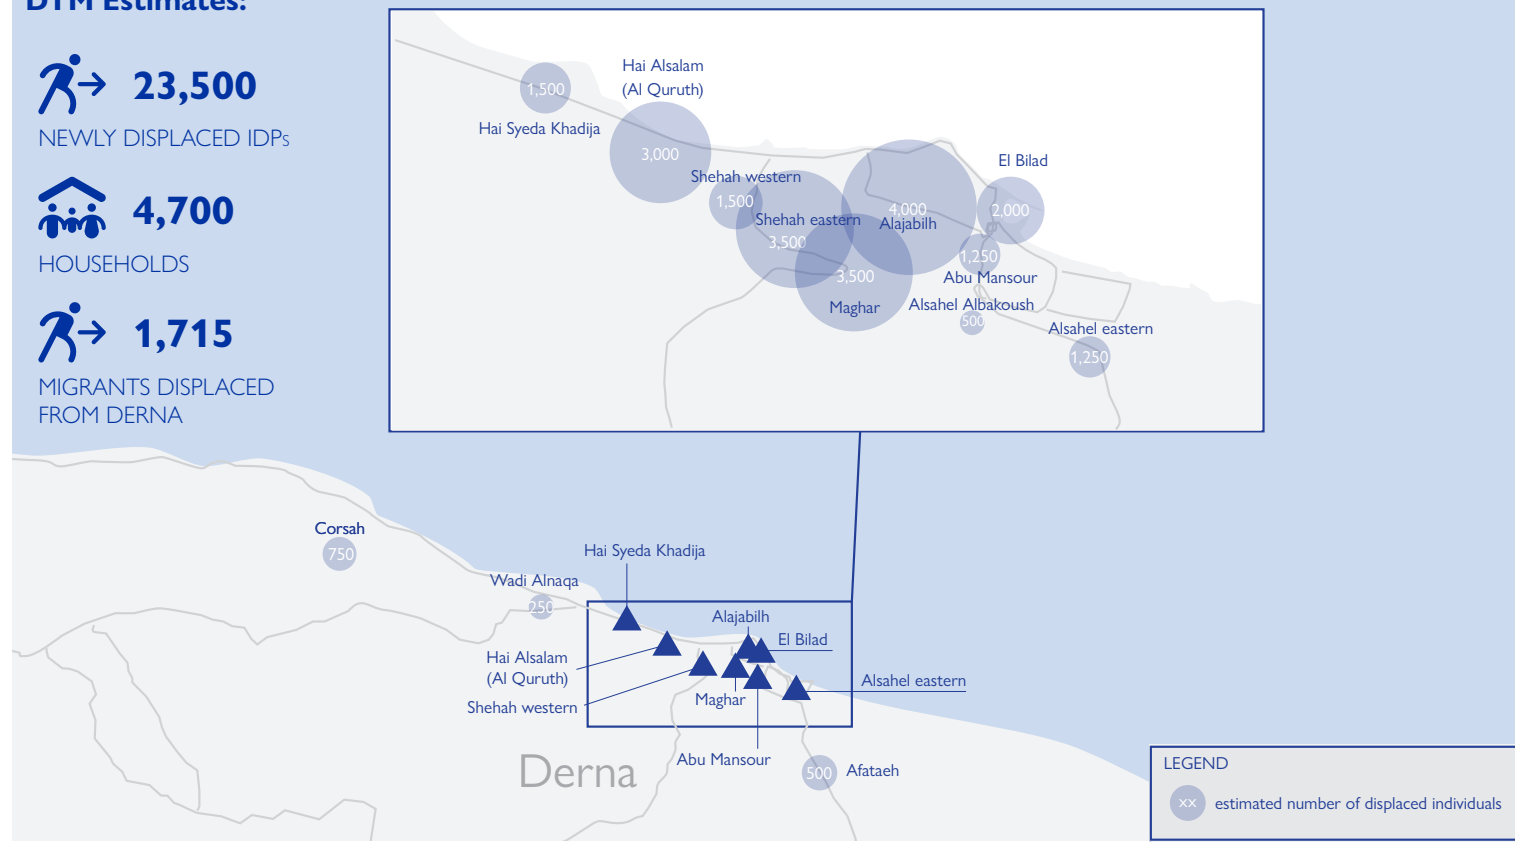 DTM Estimates:
23,500
NEWLY DISPLACED IDPs
4,700
HOUSEHOLDS
1,715
MIGRANTS DISPLACED
FROM DERNA
Hai Alsalam
(Al Quruth)
1,500
Hai Syeda Khadija
3,000
El Bilad
Shehah western
1,500
4,000
2,000
Shehah eastern
Alajabilh
3,500
1,250
3,500
Abu Mansour
Maghar
Alsahel Albakoush
500
Alsahel eastern
1,250
Corsah
750
Hai Syeda Khadija
Wadi Alnaqa
250
Alajabilh
El Bilad
Hai Alsalam
(Al Quruth)
Alsahel eastern
Maghar
Shehah western
Abu Mansour
Derna
500
Afataeh
LEGEND
xx
estimated number of displaced individuals